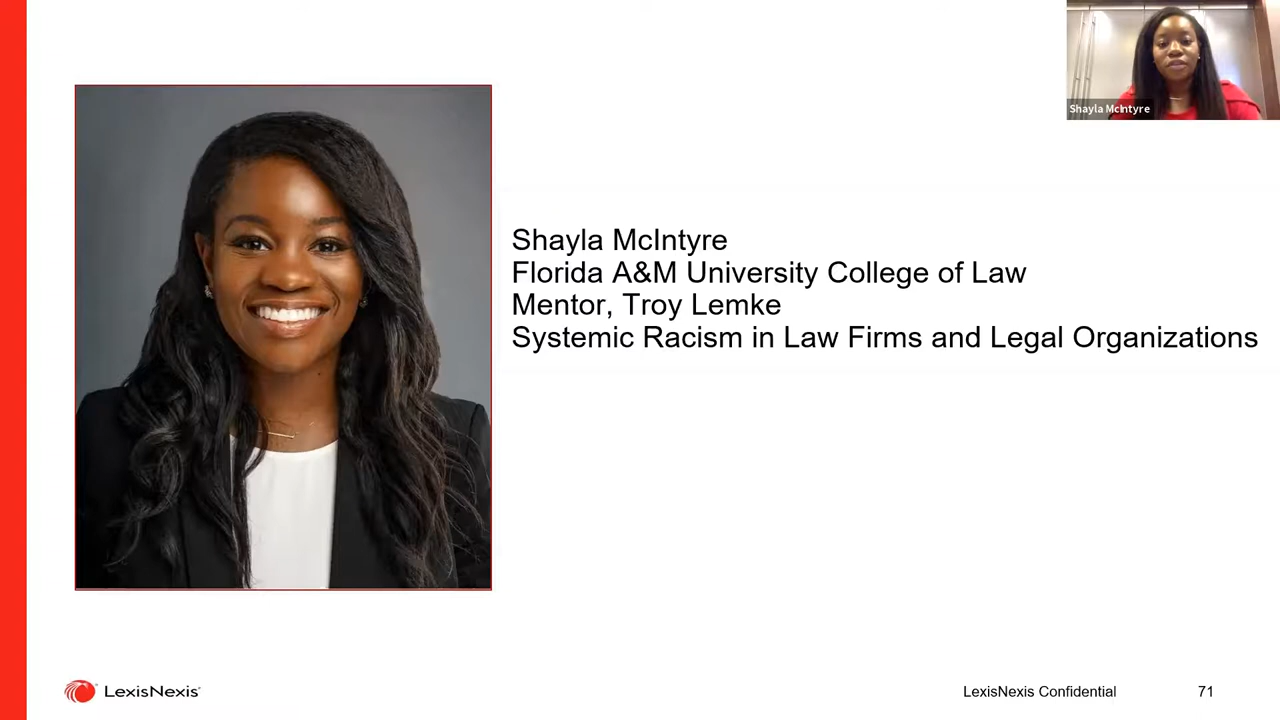 Shayla McIntyre
Shayla McIntyre
Florida A&M University College of Law
Mentor, Troy Lemke
Systemic Racism in Law Firms and Legal Organizations
LexisNexis
LexisNexis Confidential
71